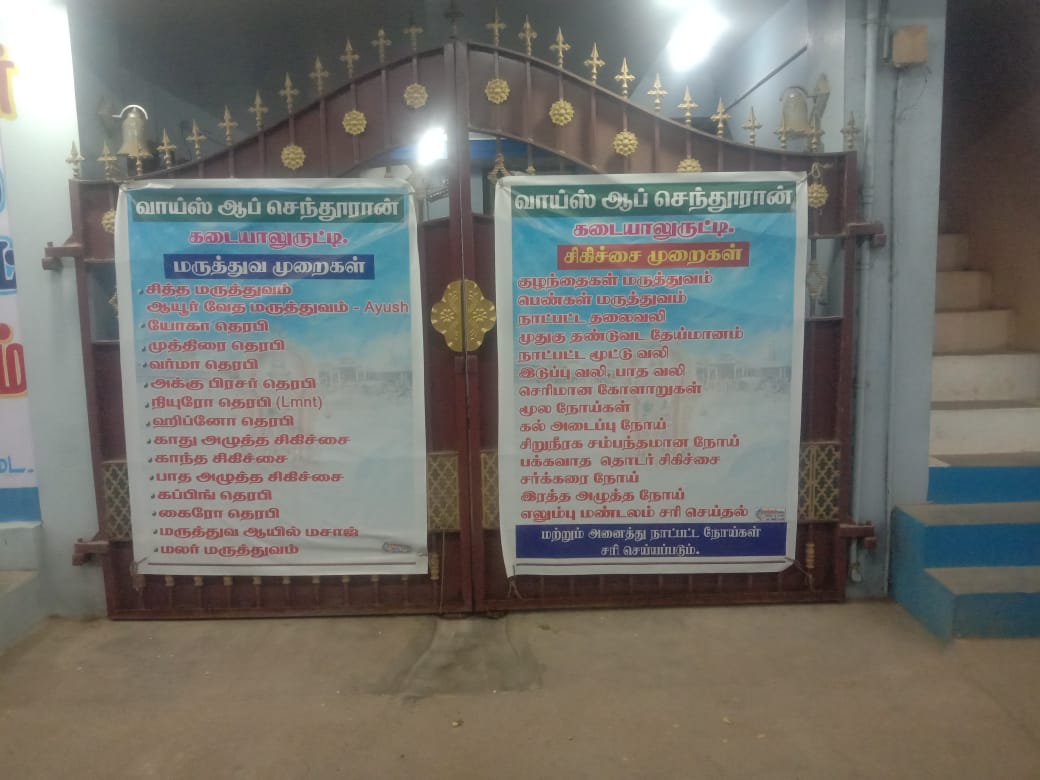 வாய்ஸ் ஆப் செந்தூரான்
கடையாலுருட்டி.
மருத்துவ முறைகள்
சித்த மருத்துவம்
ஆயூர் வேத மருத்துவம் - Ayush
யோகா தெரபி
முத்திரை தெரபி
வர்மா தெரபி
அக்கு பிரசர் தெரபி
நியுரோ தெரபி (Lmnt)
ஹிப்னோ தெரபி
காது அழுத்த சிகிச்சை
காந்த சிகிச்சை
பாத அழுத்த சிகிச்சை
கப்பிங் தெரபி
கைரோ தெரபி
மருத்துவ ஆயில் மசாஜ்
மலர் மருத்துவம்
வாய்ஸ் ஆப் செந்தூரான்
கடையாலுருட்டி.
சிகிச்சை முறைகள்
குழந்தைகள் மருத்துவம்
பெண்கள் மருத்துவம்
நாட்பட்ட தலைவலி
முதுகு தண்டுவட தேய்மானம்
நாட்பட்ட மூட்டு வலி
இடுப்பு வலி, பாத வலி
செரிமான கோளாறுகள்
மூல நோய்கள்
கல் அடைப்பு நோய்
சிறுநீரக சம்பந்தமான நோய்
பக்கவாத தொடர் சிகிச்சை
சர்க்கரை நோய்
இரத்த அழுத்த நோய்
எலும்பு மண்டலம் சரி செய்தல்
மற்றும் அனைத்து நாட்பட்ட நோய்கள்
சரி செய்யப்படும்.